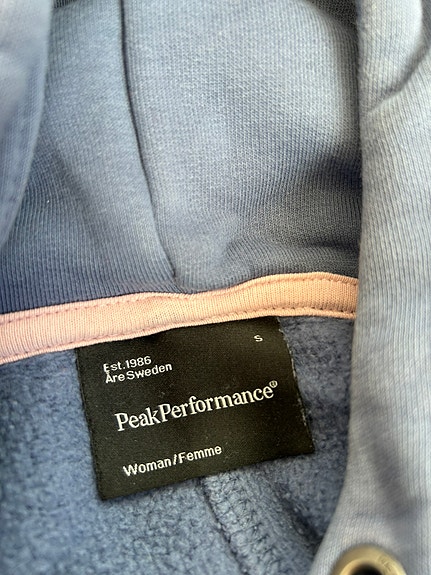 S
Est.1986
Åre Sweden
PeakPerformance®
Woman/Femme